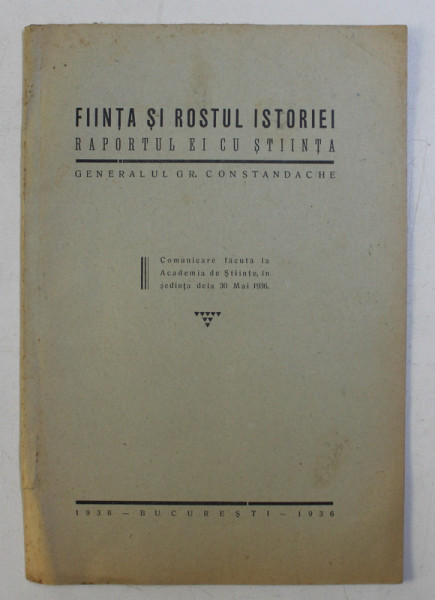 FIINȚA ȘI ROSTUL ISTORIEI
RAPORTUL EI CU ȘTIINȚA
GENERALUL GR. CONSTANDACHE
Comunicare făcută la
Academia de Științe, în
ședința dela 30 Mai 1936.
1936 — BUCUREȘTI — 1936